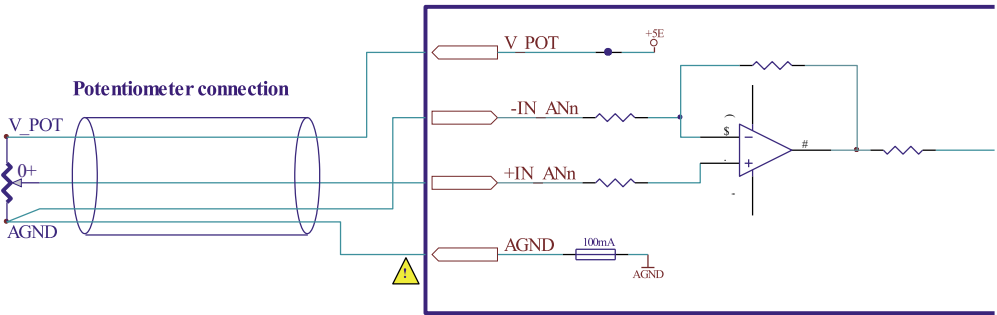 +5E
V_POT
Potentiometer connection
-IN_ANn
V_POT
$
-
#
0+
+IN_ANn
+
-
AGND
AGND
100mA
!
AGND